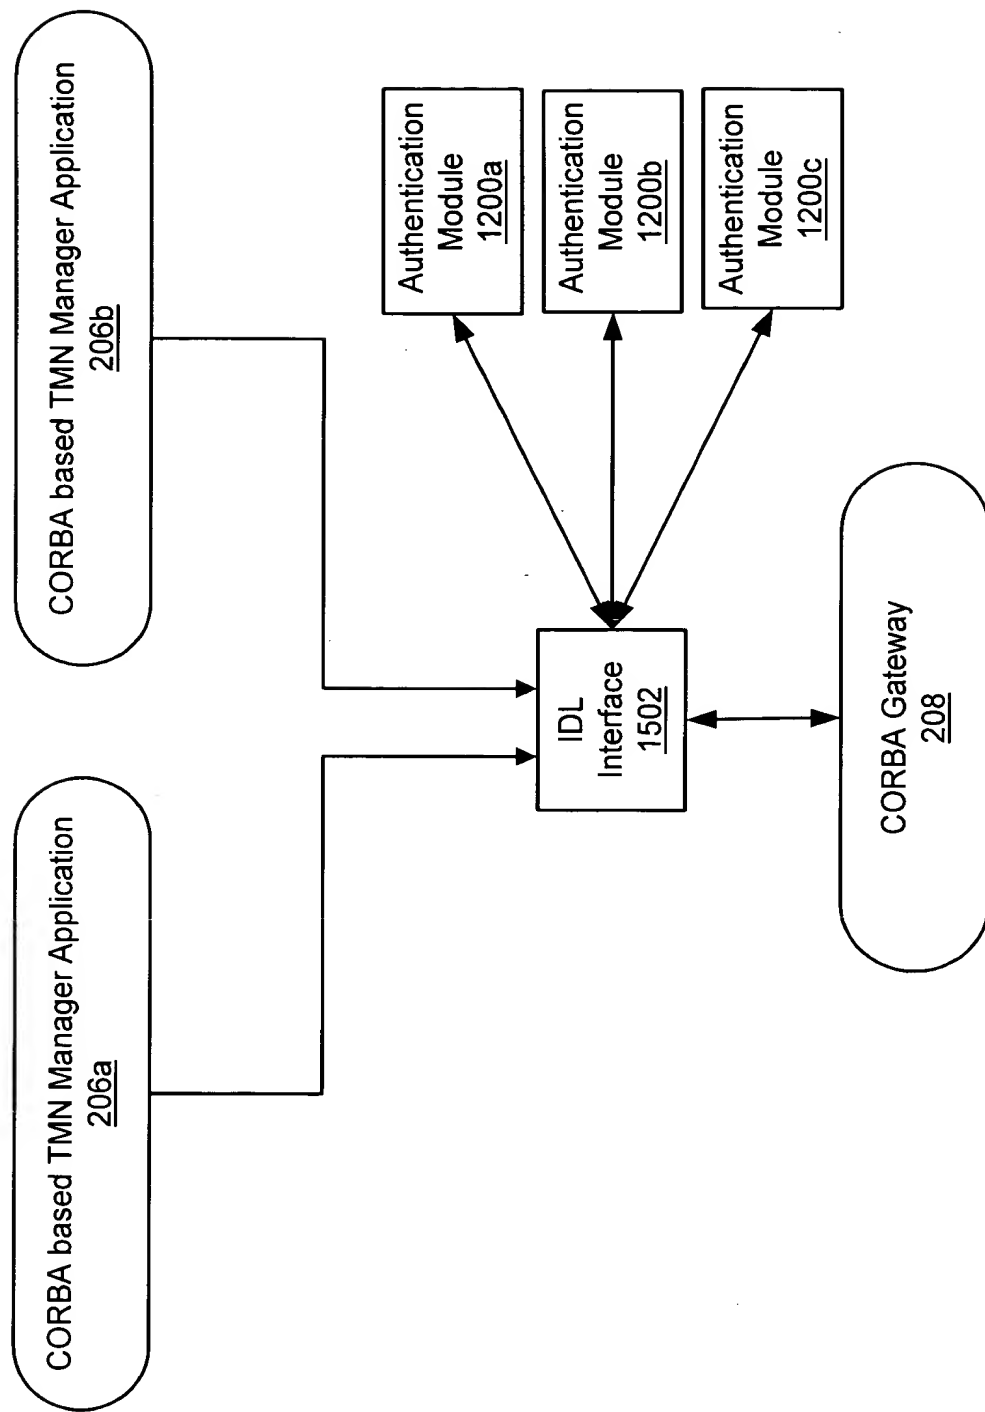 CORBA based TMN Manager Application
206a
CORBA based TMN Manager Application
206b
IDL
Interface
1502
Authentication
Module
1200a
Authentication
Module
1200b
Authentication
Module
1200c
CORBA Gateway
208